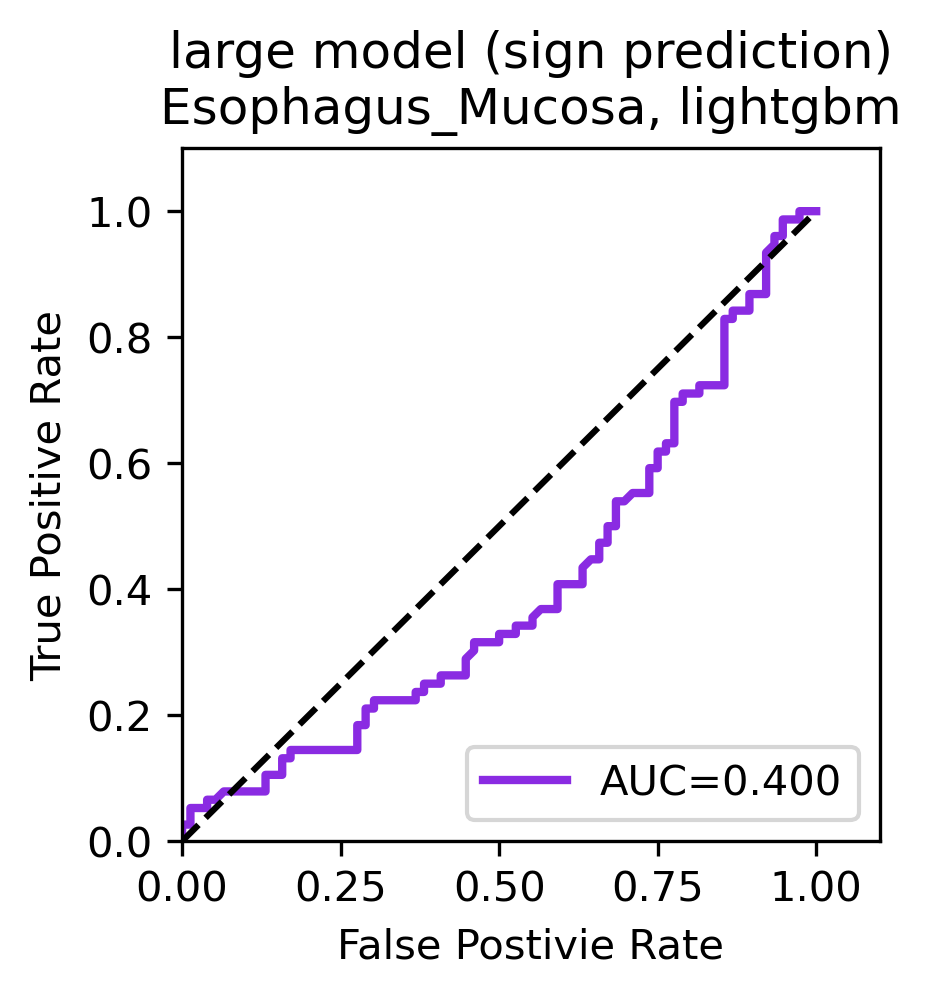 large model (sign prediction)
Esophagus_Mucosa, lightgbm
True Positive Rate
1.0
0.8
0.6
0.4
0.2
0.0
AUC=0.400
0.00 0.25 0.50 0.75 1.00
False Postivie Rate